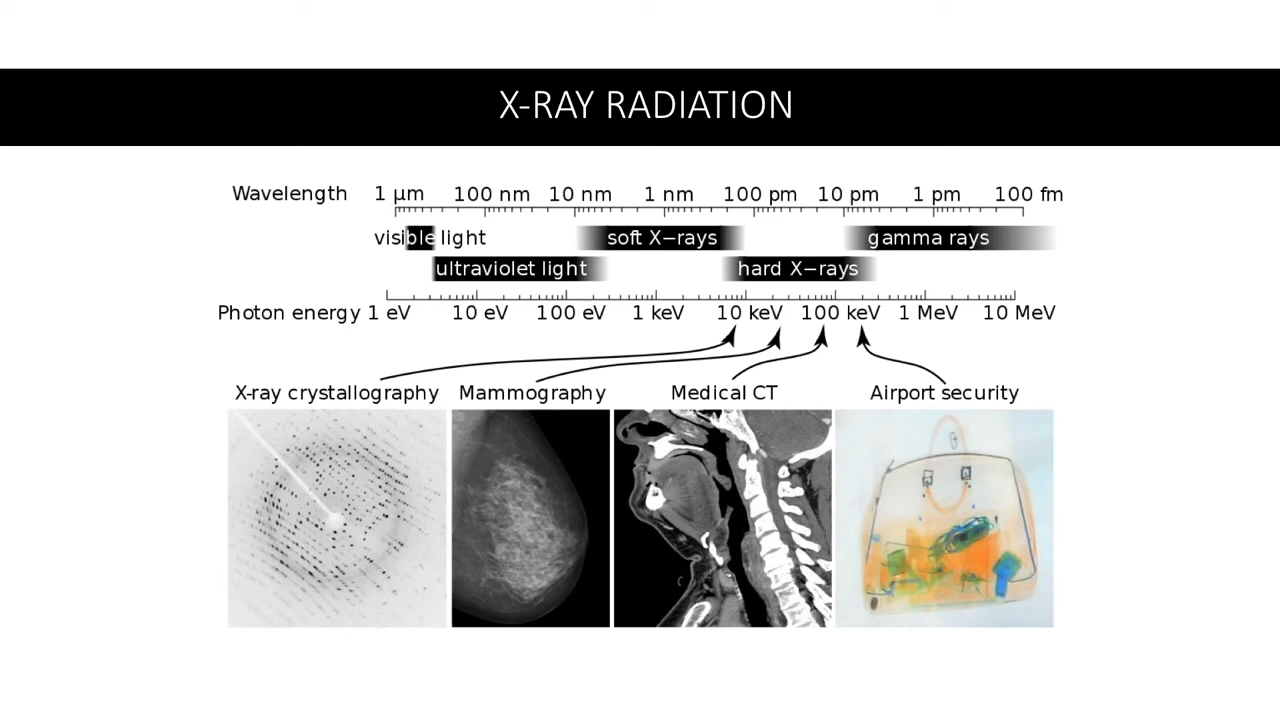 X-RAY RADIATION
Wavelength 1 μm 100 nm 10 nm 1 nm 100 pm 10 pm 1 pm 100 fm
visible light soft X−rays gamma rays
ultraviolet light hard X−rays
Photon energy 1 eV 10 eV 100 eV 1 keV 10 keV 100 keV 1 MeV 10 MeV
X-ray crystallography Mammography Medical CT Airport security